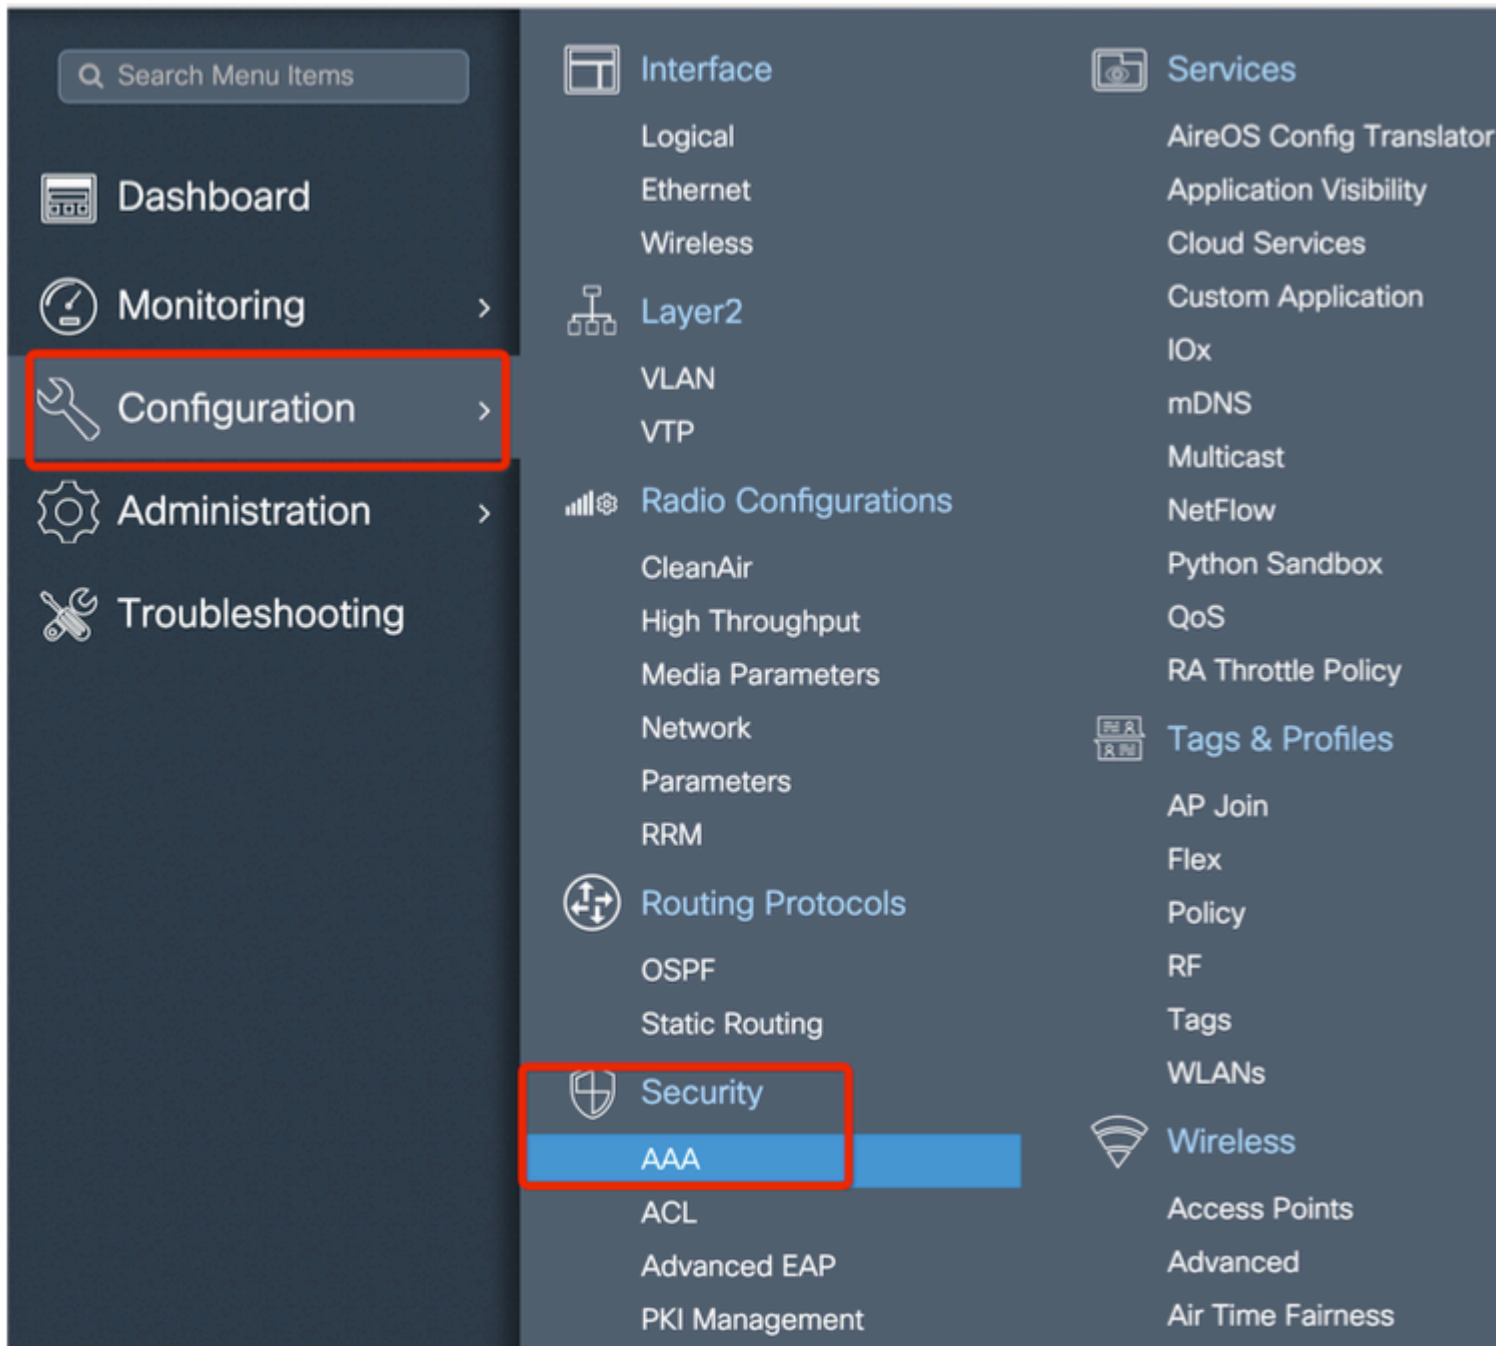 Search Menu Items
Dashboard
Monitoring
Configuration
Administration
Troubleshooting
Interface
Logical
Ethernet
Wireless
Layer2
VLAN
VTP
Radio Configurations
CleanAir
High Throughput
Media Parameters
Network
Parameters
RRM
Routing Protocols
OSPF
Static Routing
Security
AAA
ACL
Advanced EAP
PKI Management
Services
AireOS Config Translator
Application Visibility
Cloud Services
Custom Application
IOx
mDNS
Multicast
NetFlow
Python Sandbox
QoS
RA Throttle Policy
Tags & Profiles
AP Join
Flex
Policy
RF
Tags
WLANs
Wireless
Access Points
Advanced
Air Time Fairness